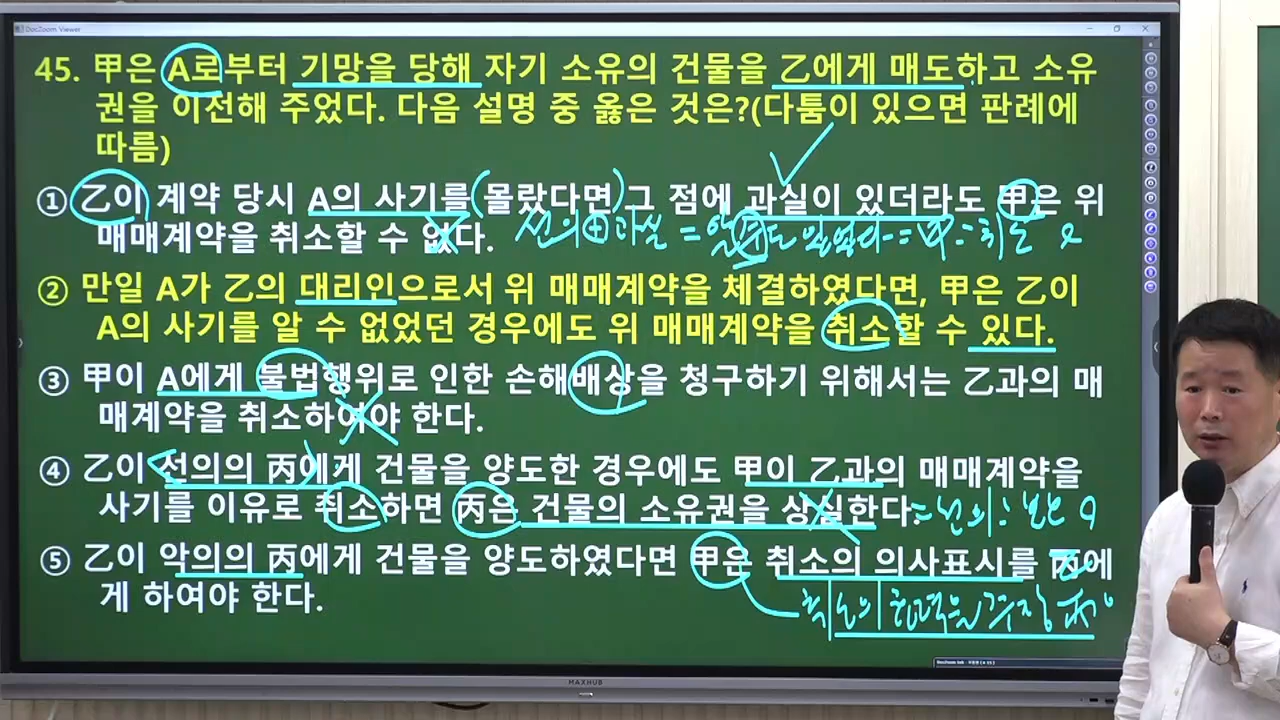 DocZoom Viewer
45. 甲은 A로부터 기망을 당해 자기 소유의 건물을 乙에게 매도하고 소유
권을 이전해 주었다. 다음 설명 중 옳은 것은?(다툼이 있으면 판례에
따름)
① 乙이 계약 당시 A의 사기를 몰랐다면 그 점에 과실이 있더라도 甲은 위
매매계약을 취소할 수 없다.
② 만일 A가 乙의 대리인으로서 위 매매계약을 체결하였다면, 甲은 乙이
A의 사기를 알 수 없었던 경우에도 위 매매계약을 취소할 수 있다.
③ 甲이 A에게 불법행위로 인한 손해배상을 청구하기 위해서는 乙과의 매
매계약을 취소하여야 한다.
④ 乙이 선의의 丙에게 건물을 양도한 경우에도 甲이 乙과의 매매계약을
사기를 이유로 취소하면 丙은 건물의 소유권을 상실한다.
⑤ 乙이 악의의 丙에게 건물을 양도하였다면 甲은 취소의 의사표시를 丙에
게 하여야 한다.
MAXHUB